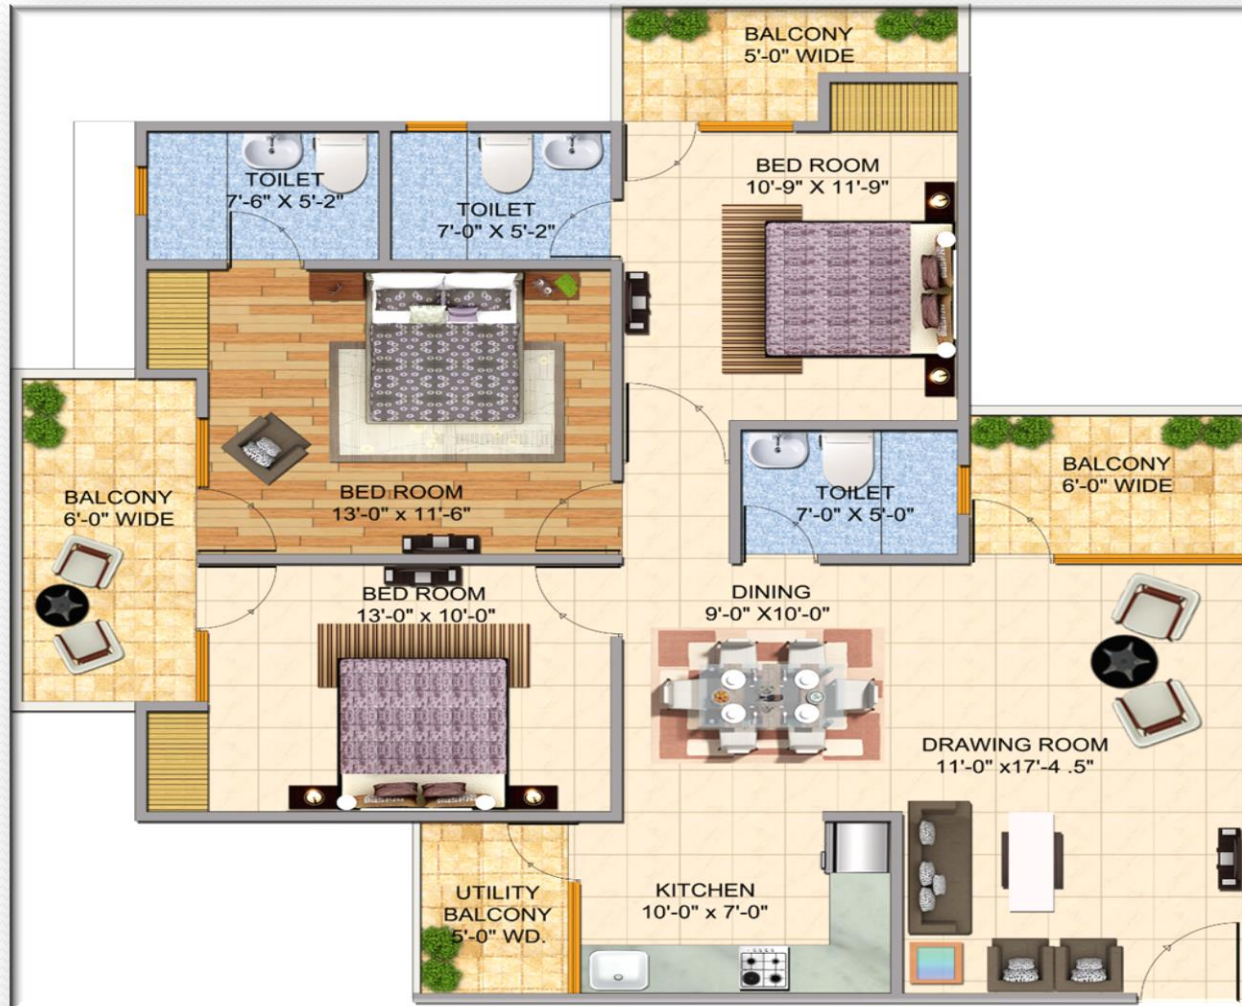 BALCONY
5'-0" WIDE
BED ROOM
10'-9" X 11'-9"
TOILET
7'-6" X 5'-2"
TOILET
7'-0" X 5'-2"
BALCONY
6'-0" WIDE
TOILET
7'-0" X 5'-0"
BED ROOM
13'-0" x 11'-6"
BALCONY
6'-0" WIDE
BED ROOM
13'-0" x 10'-0"
DINING
9'-0" X10'-0"
DRAWING ROOM
11'-0" x17'-4 .5"
UTILITY
BALCONY
5'-0" WD.
KITCHEN
10'-0" x 7'-0"